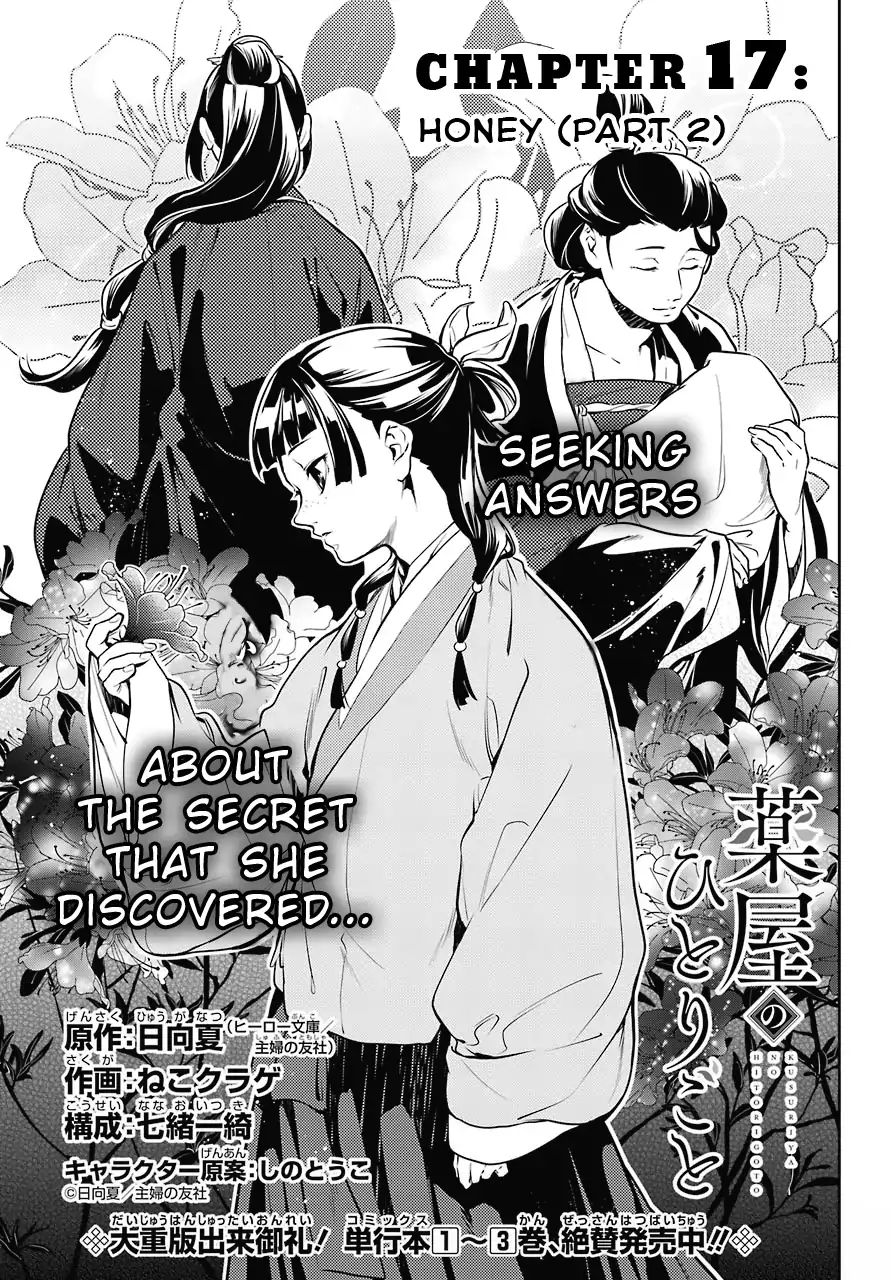 CHAPTER 17:
HONEY (PART 2)
SEEKING
ANSWERS
ABOUT
THE SECRET
THAT SHE
DISCOVERED...
薬屋の
ひとりごと
KUSURIYA
NO
HITORIGOTO
げんさく ひゅうがなつ ぶんこ
原作:日向夏(ヒーロー文庫/
しゅふ ともしゃ
主婦の友社)
さくが
作画:ねこクラゲ
こうせい ななおいつき
構成:七緒一綺
げんあん
キャラクター原案:しのとうこ
©日向夏/主婦の友社
だいじゅうはんしゅったいおんれい コミックス かん ぜっさんはつばいちゅう
大重版出来御礼! 単行本1〜3巻、絶賛発売中!!